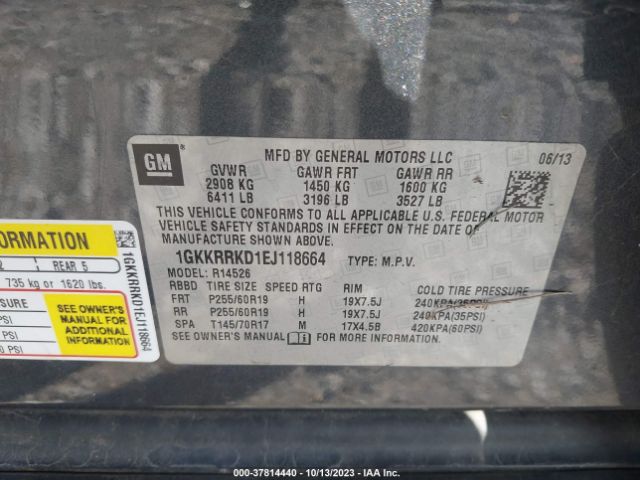 GM
MFD BY GENERAL MOTORS LLC 06/13
GVWR GAWR FRT GAWR RR
2908 KG 1450 KG 1600 KG
6411 LB 3196 LB 3527 LB
THIS VEHICLE CONFORMS TO ALL APPLICABLE U.S. FEDERAL MOTOR
VEHICLE SAFETY STANDARDS IN EFFECT ON THE DATE OF
MANUFACTURE SHOWN ABOVE.
1GKKRRKD1EJ118664 TYPE: M.P.V.
MODEL: R14526
RBBD TIRE SIZE SPEED RTG RIM COLD TIRE PRESSURE
FRT P255/60R19 H 19X7.5J 240KPA(35PSI)
RR P255/60R19 H 19X7.5J 240KPA(35PSI)
SPA T145/70R17 M 17X4.5B 420KPA(60PSI)
SEE OWNER'S MANUAL FOR MORE INFORMATION.
ORMATION
2 REAR 5
735 kg or 1620 lbs.
SURE
PSI
PSI
0 PSI
SEE OWNER'S
MANUAL FOR
ADDITIONAL
INFORMATION
1GKKRRKD1EJ118664
000-37814440 - 10/13/2023 - COPYRIGHT IAA, LLC